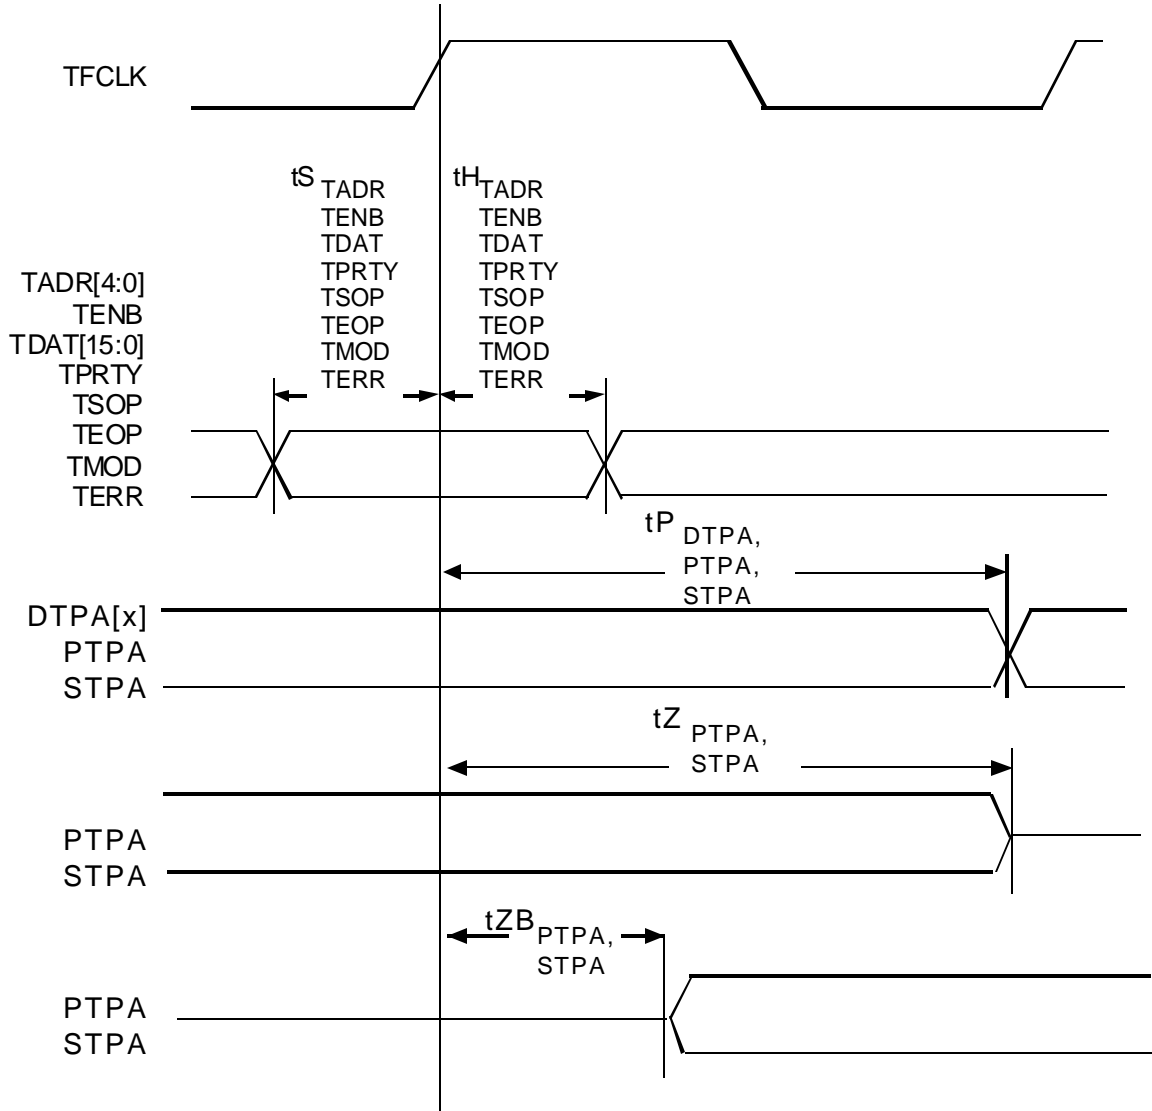 TFCLK
tS TADR
TENB
TDAT
TPRTY
TSOP
TEOP
TMOD
TERR
tH TADR
TENB
TDAT
TPRTY
TSOP
TEOP
TMOD
TERR
TADR[4:0]
TENB
TDAT[15:0]
TPRTY
TSOP
TEOP
TMOD
TERR
tP DTPA,
PTPA,
STPA
DTPA[x]
PTPA
STPA
tZ PTPA,
STPA
PTPA
STPA
tZB PTPA,
STPA
PTPA
STPA